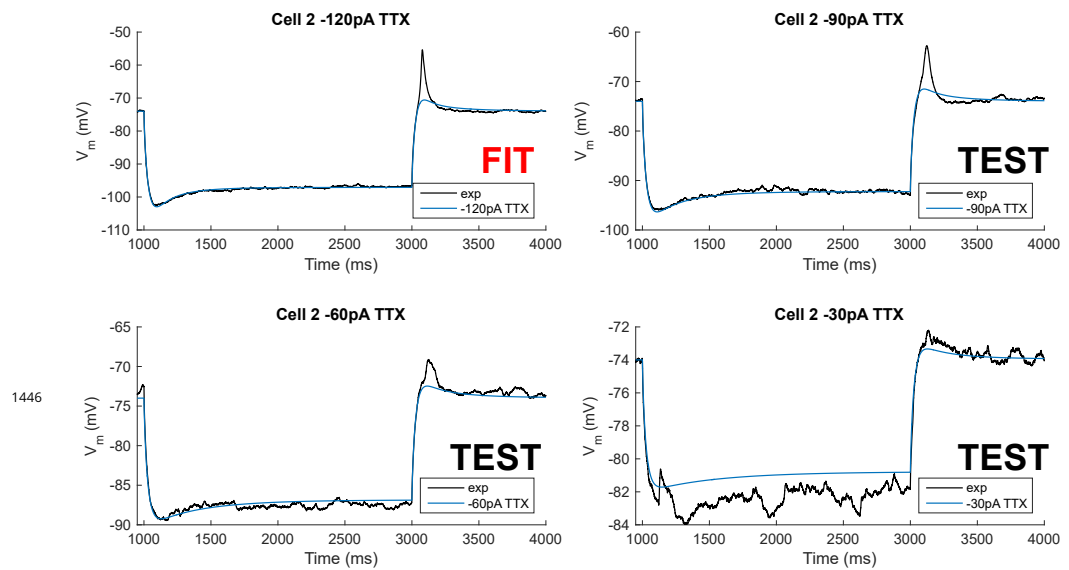 Cell 2 -120pA TTX
-50
-60
-70
-80
-90
-100
-110
V_m (mV)
FIT
exp
-120pA TTX
1000 1500 2000 2500 3000 3500 4000
Time (ms)
Cell 2 -90pA TTX
-60
-70
-80
-90
-100
V_m (mV)
TEST
exp
-90pA TTX
1000 1500 2000 2500 3000 3500 4000
Time (ms)
1446
Cell 2 -60pA TTX
-65
-70
-75
-80
-85
-90
V_m (mV)
TEST
exp
-60pA TTX
1000 1500 2000 2500 3000 3500 4000
Time (ms)
Cell 2 -30pA TTX
-72
-74
-76
-78
-80
-82
-84
V_m (mV)
TEST
exp
-30pA TTX
1000 1500 2000 2500 3000 3500 4000
Time (ms)